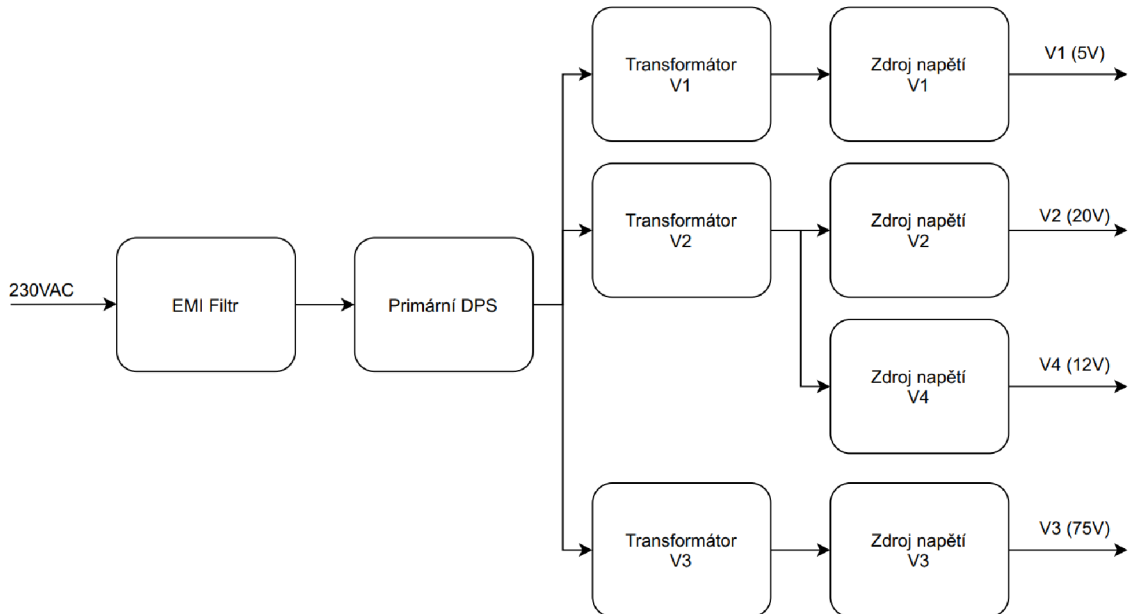 Transformátor
V1
Zdroj napětí
V1
V1 (5V)
Transformátor
V2
Zdroj napětí
V2
V2 (20V)
230VAC
EMI Filtr
Primární DPS
Zdroj napětí
V4
V4 (12V)
Transformátor
V3
Zdroj napětí
V3
V3 (75V)